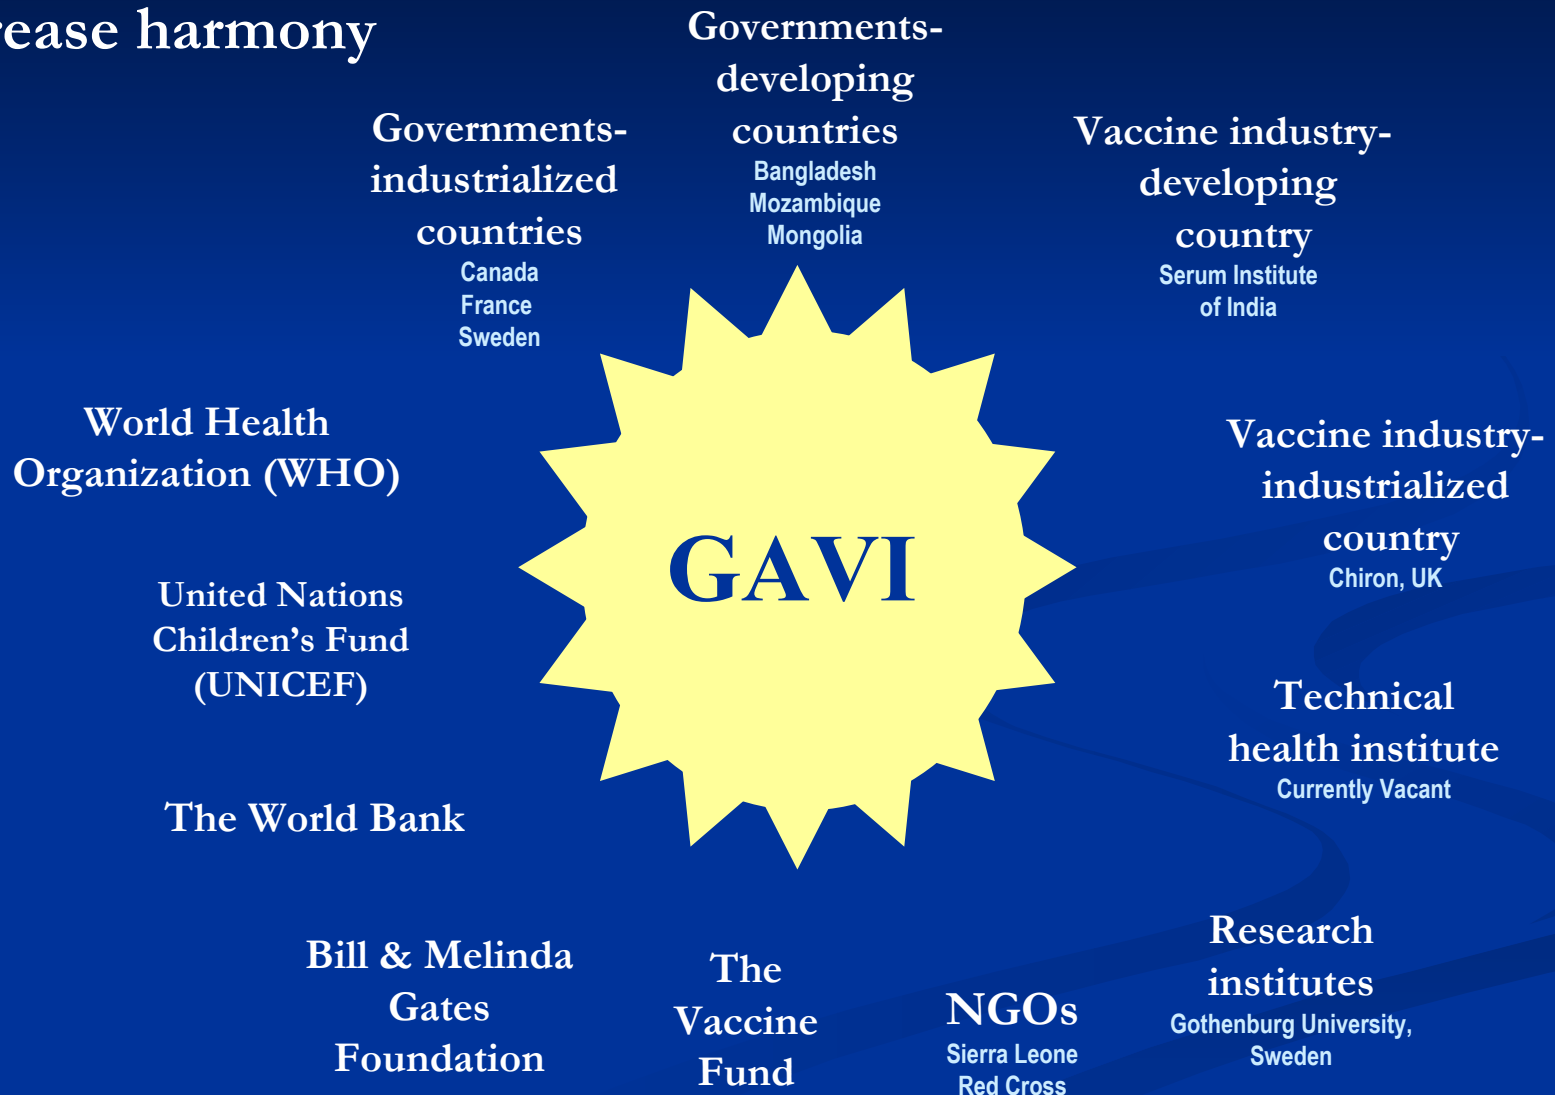 rease harmony
Governments-
developing
countries
Bangladesh
Mozambique
Mongolia
Governments-
industrialized
countries
Canada
France
Sweden
Vaccine industry-
developing
country
Serum Institute
of India
World Health
Organization (WHO)
Vaccine industry-
industrialized
country
Chiron, UK
GAVI
United Nations
Children’s Fund
(UNICEF)
Technical
health institute
Currently Vacant
The World Bank
Bill & Melinda
Gates
Foundation
The
Vaccine
Fund
NGOs
Sierra Leone
Red Cross
Research
institutes
Gothenburg University,
Sweden